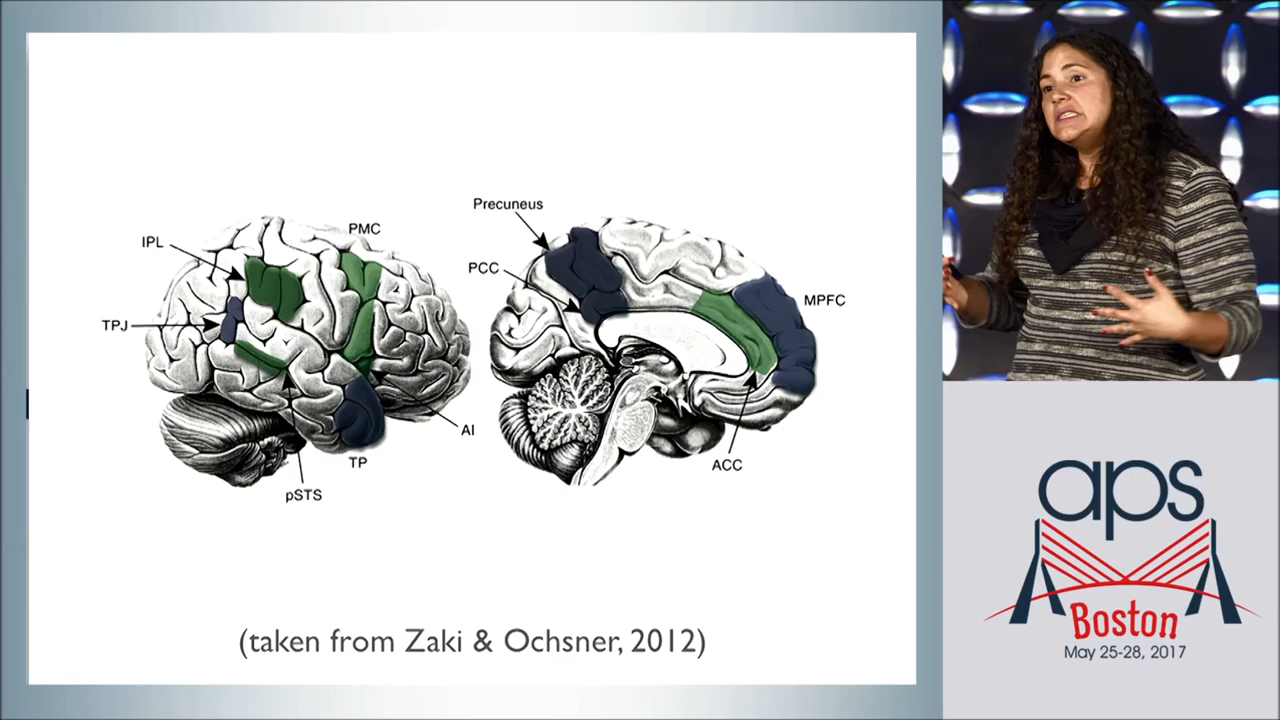 Precuneus
IPL
PMC
PCC
TPJ
MPFC
AI
TP
ACC
pSTS
(taken from Zaki & Ochsner, 2012)
aps
Boston
May 25-28, 2017